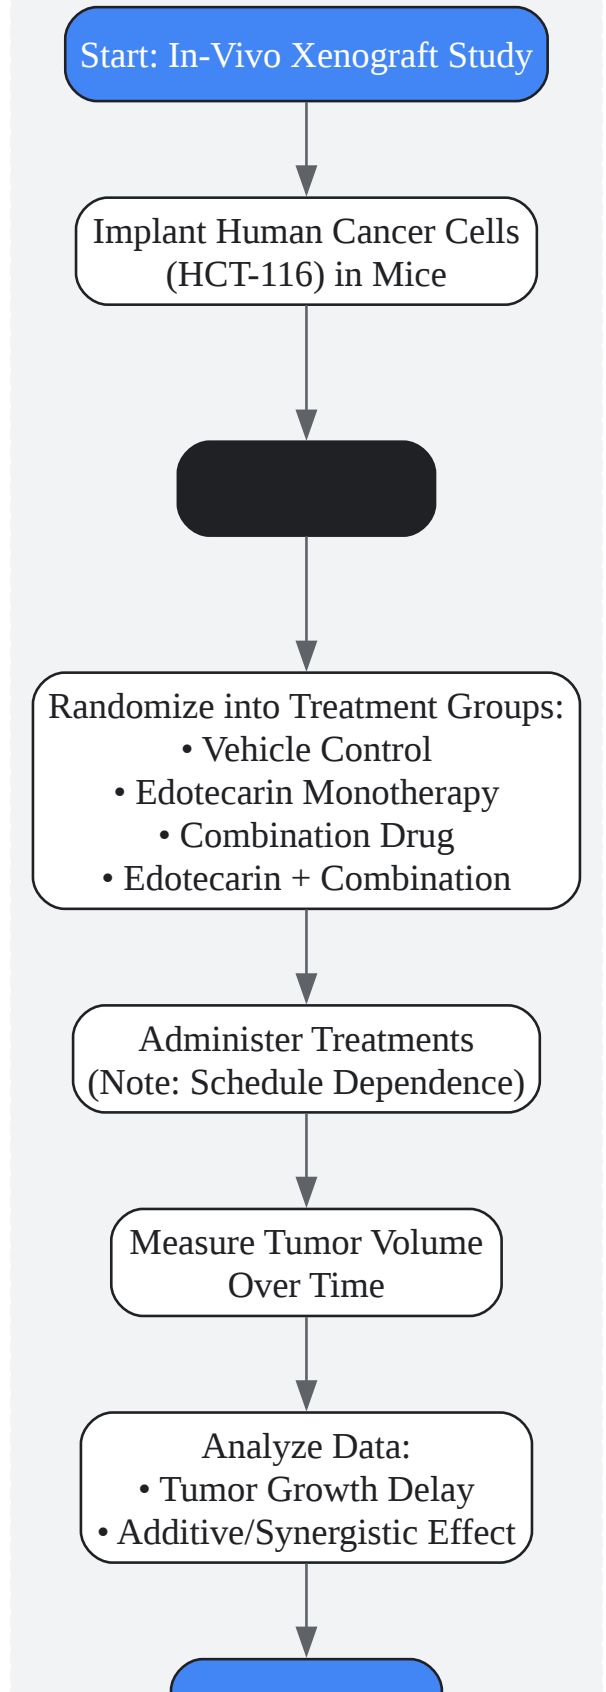 Start: In-Vivo Xenograft Study
Implant Human Cancer Cells
(HCT-116) in Mice
Randomize into Treatment Groups:
• Vehicle Control
• Edotecarin Monotherapy
• Combination Drug
• Edotecarin + Combination
Administer Treatments
(Note: Schedule Dependence)
Measure Tumor Volume
Over Time
Analyze Data:
• Tumor Growth Delay
• Additive/Synergistic Effect